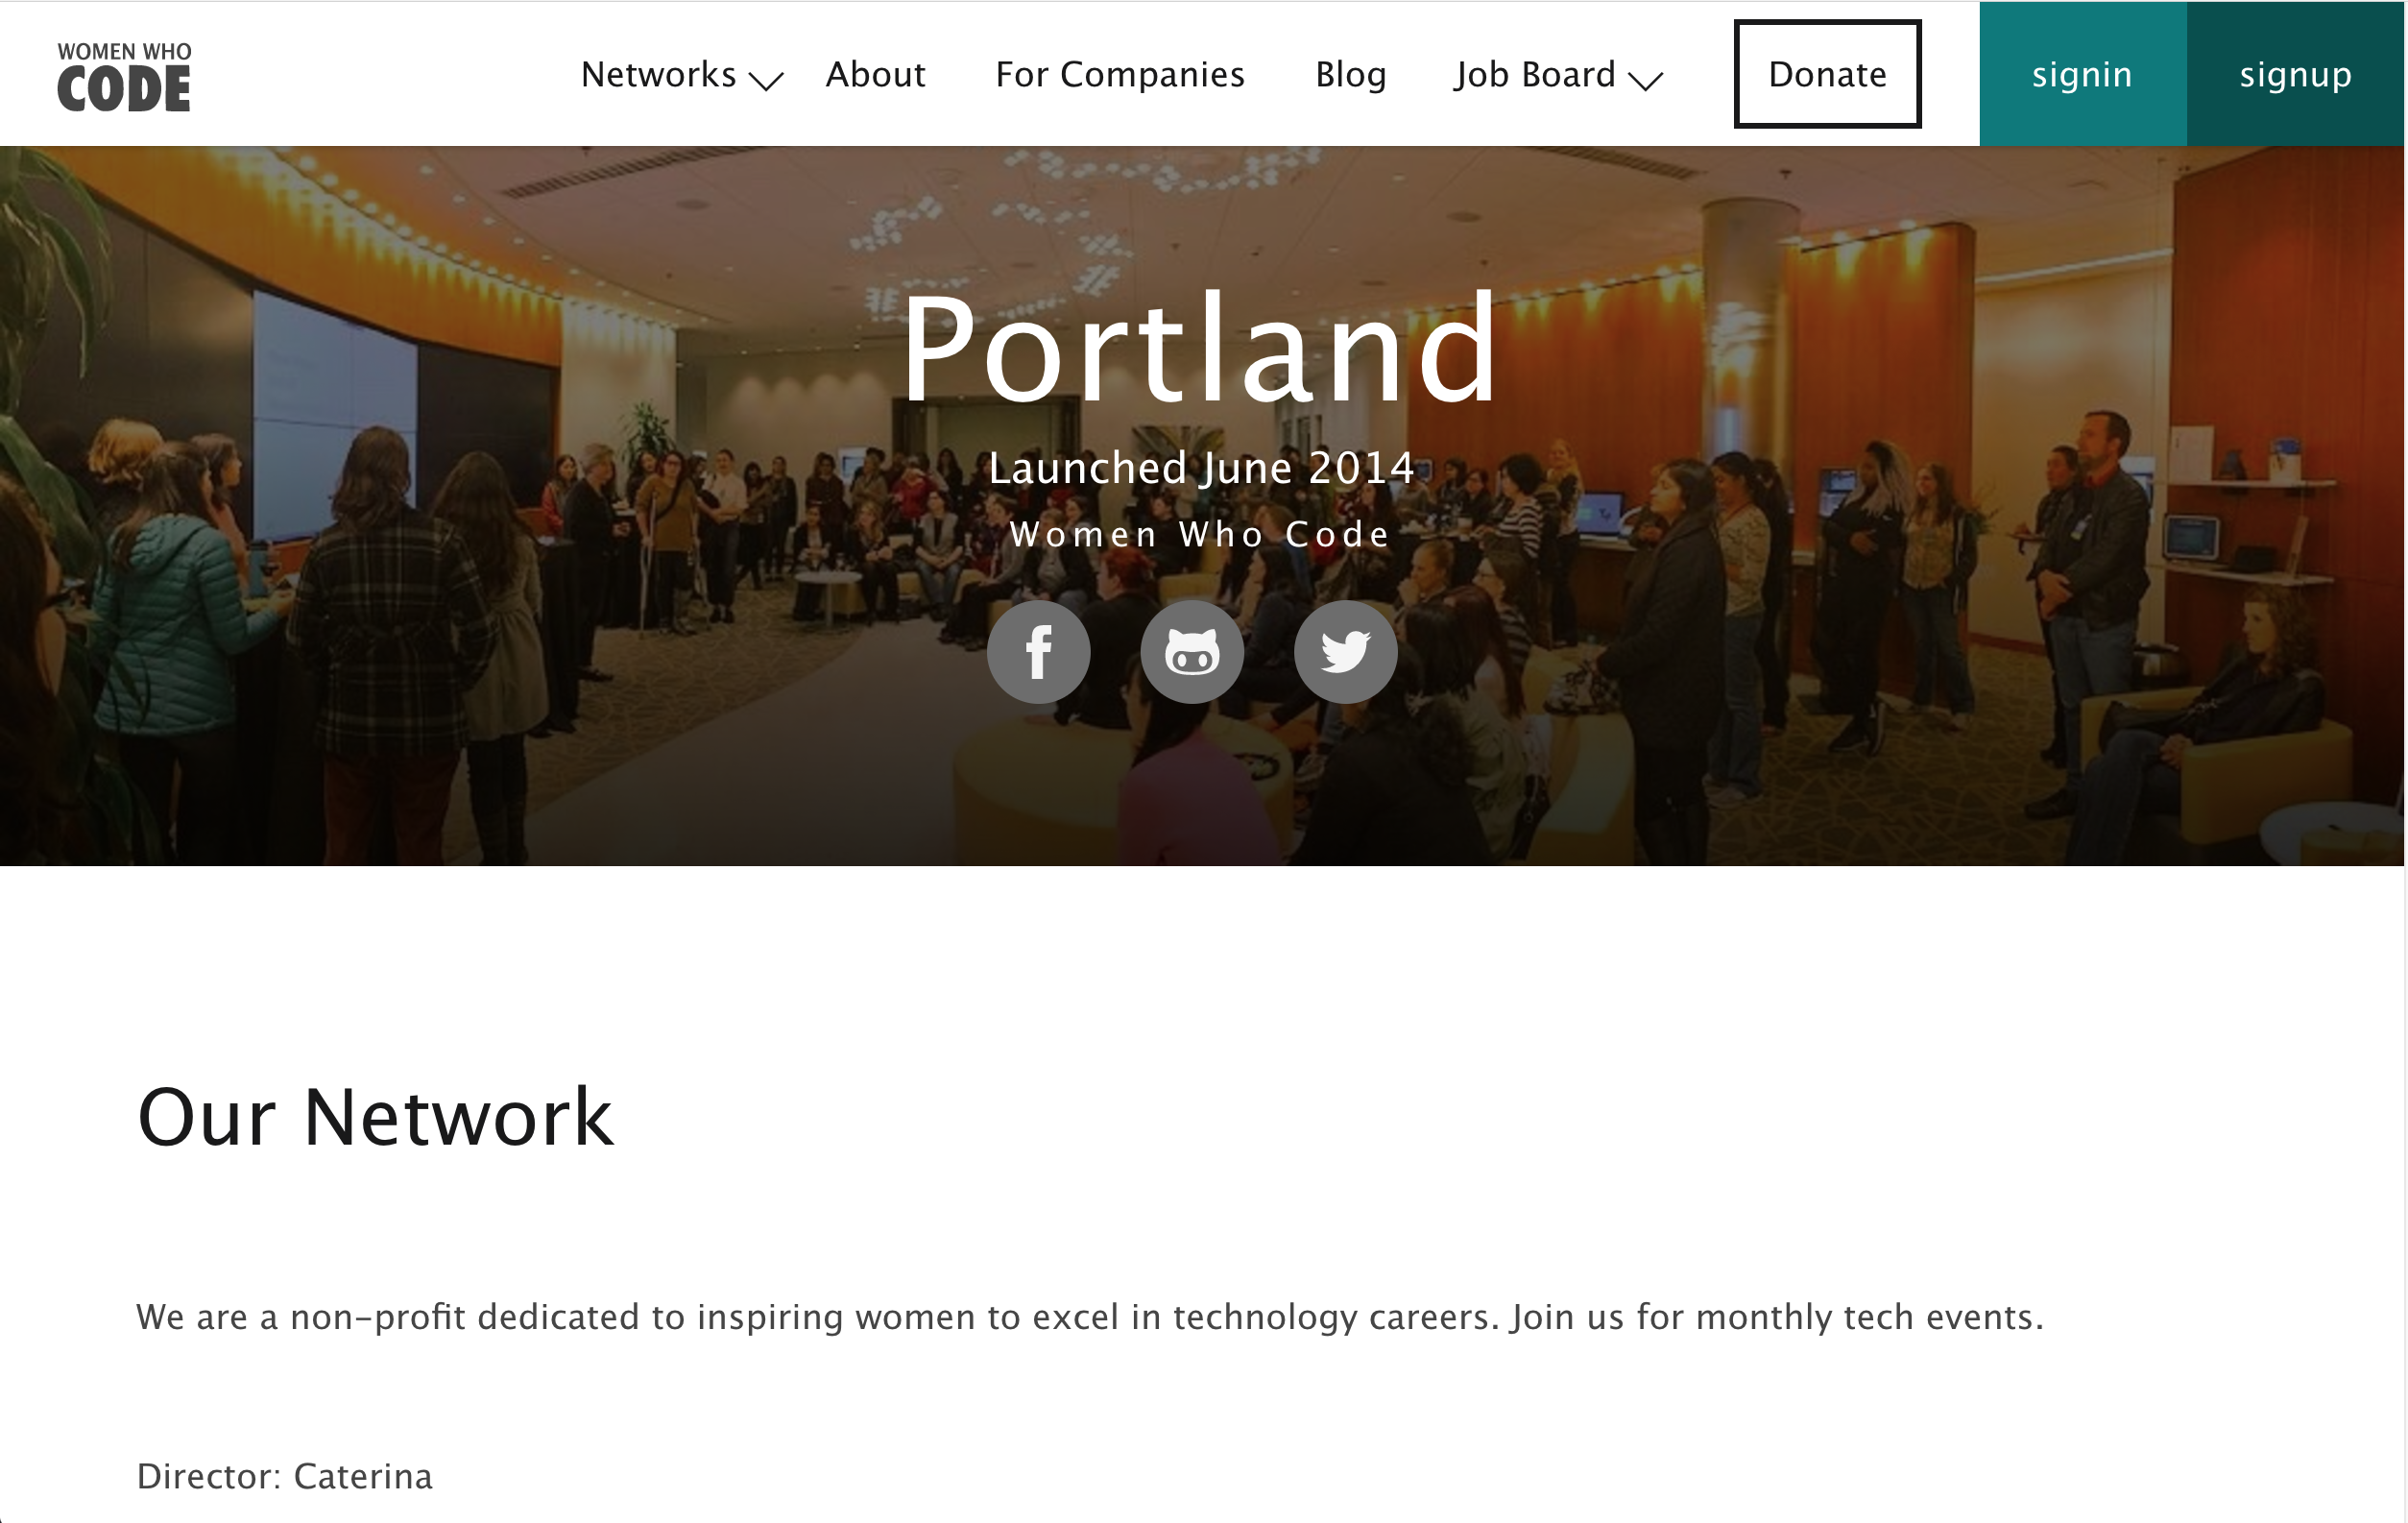 WOMEN WHO
CODE
Networks
About
For Companies
Blog
Job Board
Donate
signin
signup
Portland
Launched June 2014
Women Who Code
Our Network
We are a non-profit dedicated to inspiring women to excel in technology careers. Join us for monthly tech events.
Director: Caterina